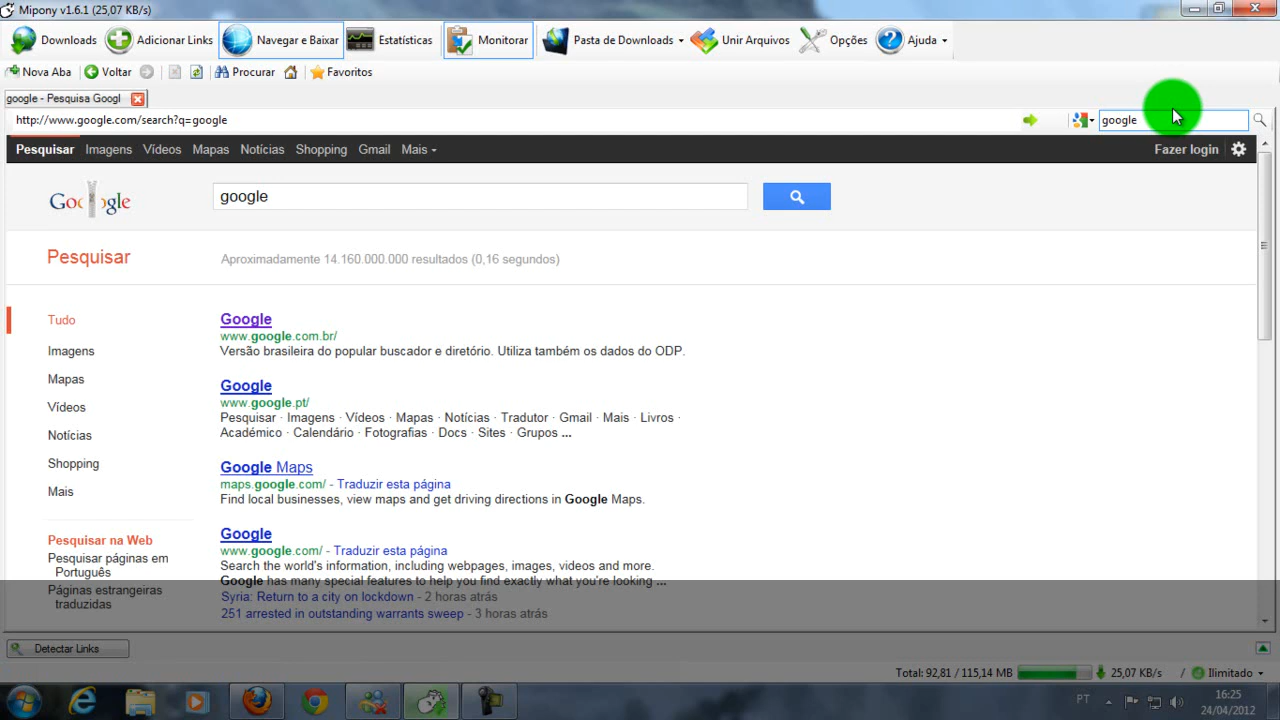 Mipony v1.6.1 (25,07 KB/s)
Downloads Adicionar Links Navegar e Baixar Estatísticas Monitorar Pasta de Downloads Unir Arquivos Opções Ajuda
Nova Aba Voltar Procurar Favoritos
google - Pesquisa Googl
http://www.google.com/search?q=google google
Pesquisar Imagens Vídeos Mapas Notícias Shopping Gmail Mais Fazer login
Google google
Pesquisar Aproximadamente 14.160.000.000 resultados (0,16 segundos)
Tudo
Imagens
Mapas
Vídeos
Notícias
Shopping
Mais
Pesquisar na Web
Pesquisar páginas em
Português
Páginas estrangeiras
traduzidas
Google
www.google.com.br/
Versão brasileira do popular buscador e diretório. Utiliza também os dados do ODP.
Google
www.google.pt/
Pesquisar · Imagens · Vídeos · Mapas · Notícias · Tradutor · Gmail · Mais · Livros ·
Académico · Calendário · Fotografias · Docs · Sites · Grupos ...
Google Maps
maps.google.com/ - Traduzir esta página
Find local businesses, view maps and get driving directions in Google Maps.
Google
www.google.com/ - Traduzir esta página
Search the world's information, including webpages, images, videos and more.
Google has many special features to help you find exactly what you're looking ...
Syria: Return to a city on lockdown - 2 horas atrás
251 arrested in outstanding warrants sweep - 3 horas atrás
Detectar Links
Total: 92,81 / 115,14 MB 25,07 KB/s / Ilimitado
PT 16:25
24/04/2012